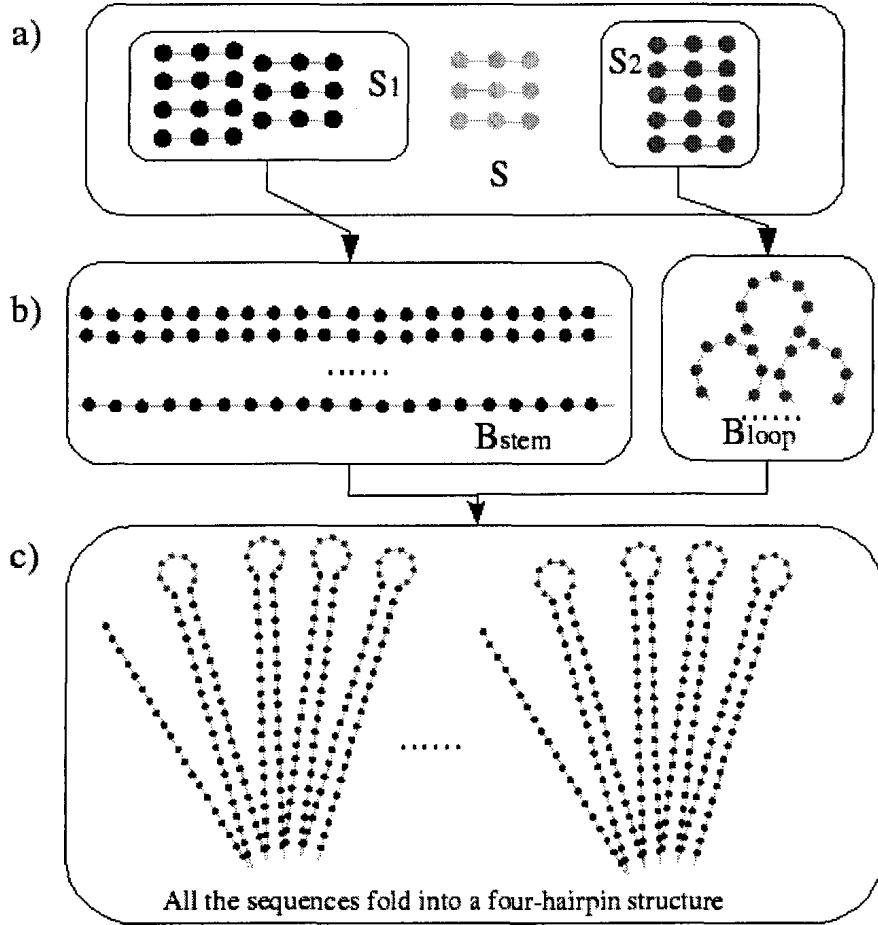 a)
S1
S2
S
b)
......
Bstem
......
Bloop
c)
......
All the sequences fold into a four-hairpin structure